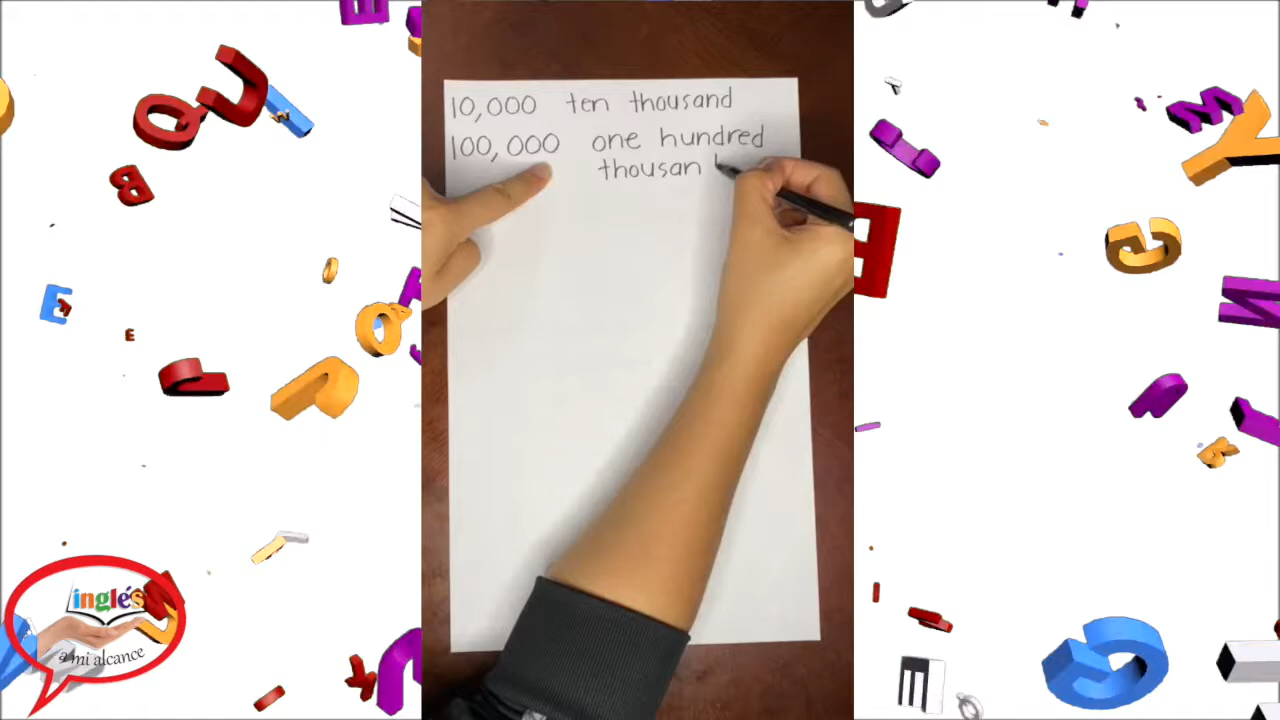 10,000 ten thousand
100,000 one hundred
thousan
inglés
a mi alcance